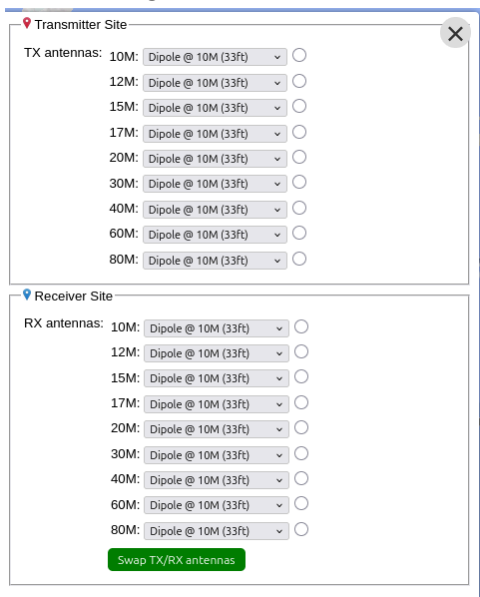 Transmitter Site
TX antennas: 10M: Dipole @ 10M (33ft)
12M: Dipole @ 10M (33ft)
15M: Dipole @ 10M (33ft)
17M: Dipole @ 10M (33ft)
20M: Dipole @ 10M (33ft)
30M: Dipole @ 10M (33ft)
40M: Dipole @ 10M (33ft)
60M: Dipole @ 10M (33ft)
80M: Dipole @ 10M (33ft)
Receiver Site
RX antennas: 10M: Dipole @ 10M (33ft)
12M: Dipole @ 10M (33ft)
15M: Dipole @ 10M (33ft)
17M: Dipole @ 10M (33ft)
20M: Dipole @ 10M (33ft)
30M: Dipole @ 10M (33ft)
40M: Dipole @ 10M (33ft)
60M: Dipole @ 10M (33ft)
80M: Dipole @ 10M (33ft)
Swap TX/RX antennas